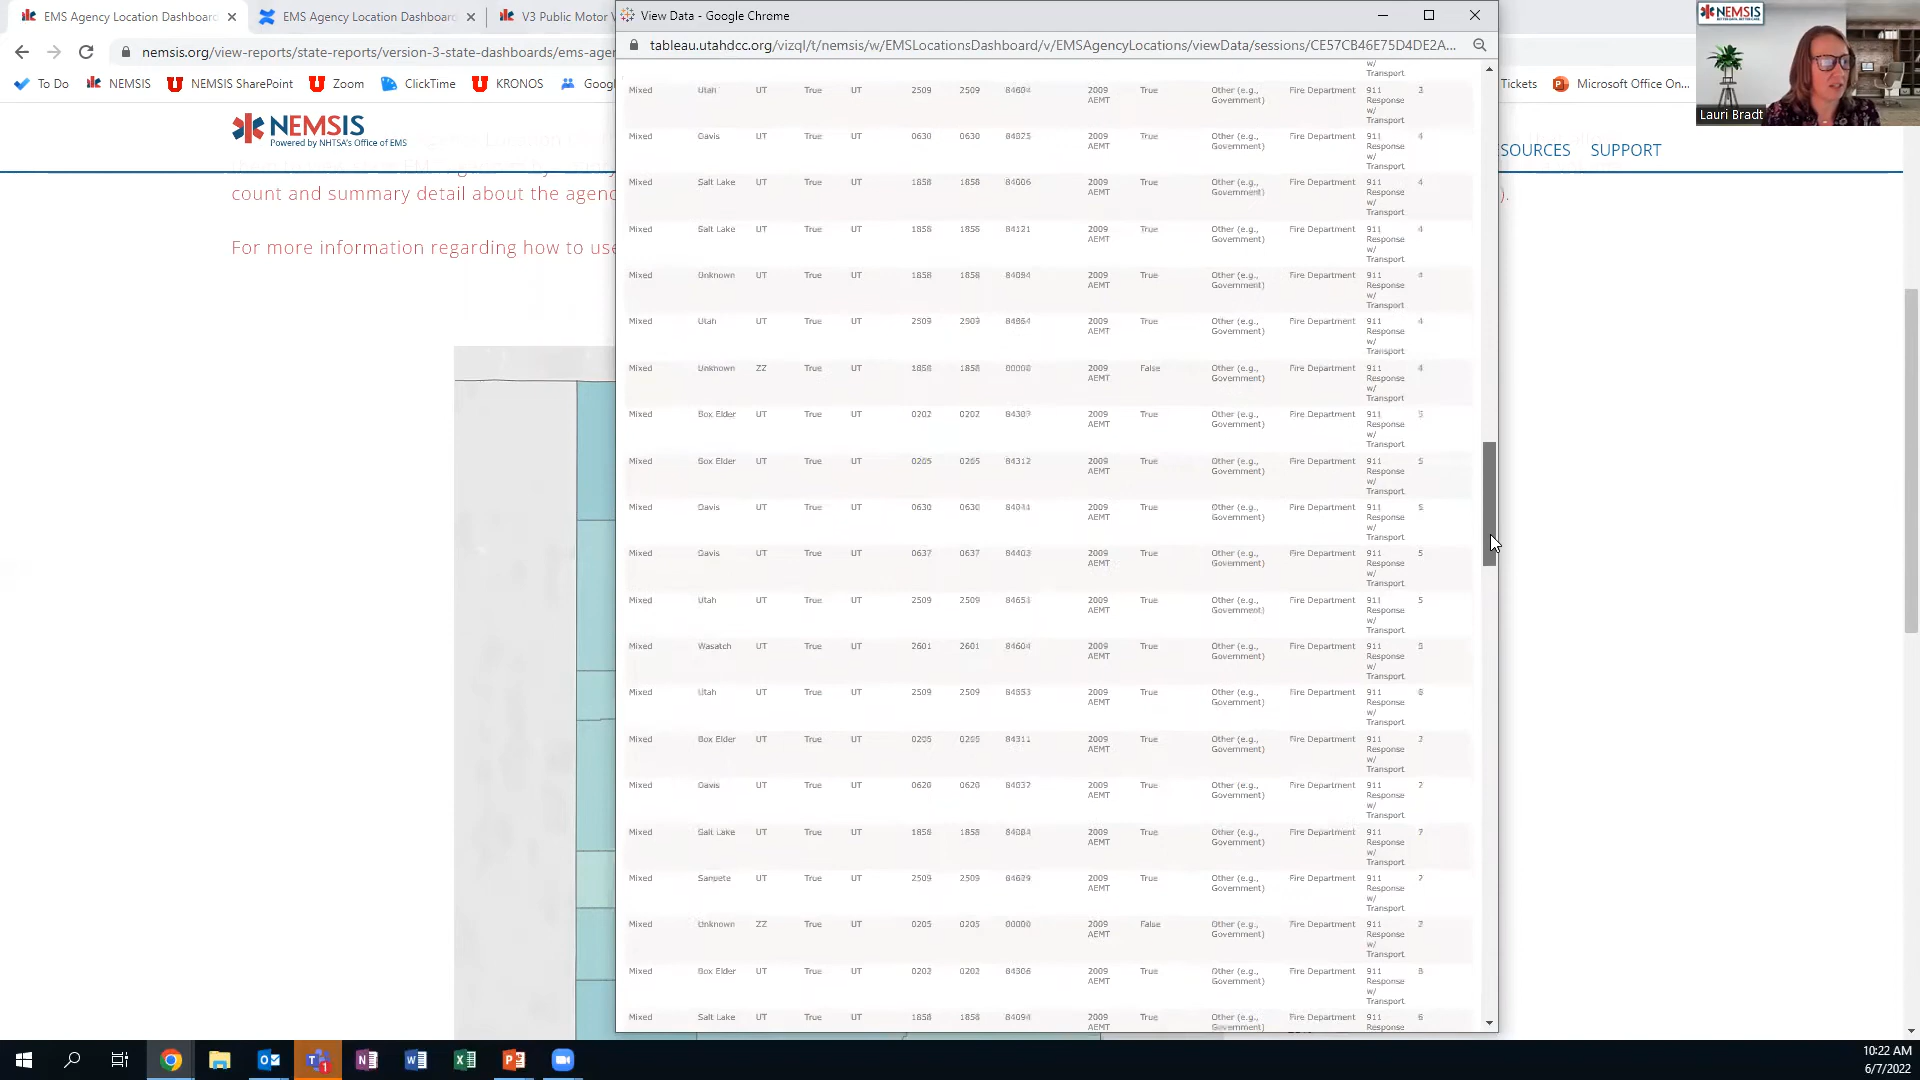 EMS Agency Location Dashboard
EMS Agency Location Dashboard
V3 Public Motor V
View Data - Google Chrome
nemsis.org/view-reports/state-reports/version-3-state-dashboards/ems-age
tableau.utahdcc.org/vizql/t/nemsis/w/EMSLocationsDashboard/v/EMSAgencyLocations/viewData/sessions/CE57CB46E75D4DE2A...
To Do
NEMSIS
NEMSIS SharePoint
Zoom
ClickTime
KRONOS
Goog
Tickets
Microsoft Office On...
NEMSIS
Lauri Bradt
NEMSIS
Powered by NHTSA's Office of EMS
SOURCES
SUPPORT
count and summary detail about the agenc
For more information regarding how to use
w/
Transport
Mixed Utah UT True UT 2509 2509 84604 2009 AEMT True Other (e.g., Government) Fire Department 911 Response w/ Transport 3
Mixed Davis UT True UT 0630 0630 84025 2009 AEMT True Other (e.g., Government) Fire Department 911 Response w/ Transport 4
Mixed Salt Lake UT True UT 1858 1858 84006 2009 AEMT True Other (e.g., Government) Fire Department 911 Response w/ Transport 4
Mixed Salt Lake UT True UT 1858 1858 84121 2009 AEMT True Other (e.g., Government) Fire Department 911 Response w/ Transport 4
Mixed Unknown UT True UT 1858 1858 84084 2009 AEMT True Other (e.g., Government) Fire Department 911 Response w/ Transport
Mixed Utah UT True UT 2509 2509 84664 2009 AEMT True Other (e.g., Government) Fire Department 911 Response w/ Transport 4
Mixed Unknown ZZ True UT 1858 1858 00000 2009 AEMT False Other (e.g., Government) Fire Department 911 Response w/ Transport 4
Mixed Box Elder UT True UT 0202 0202 84307 2009 AEMT True Other (e.g., Government) Fire Department 911 Response w/ Transport
Mixed Box Elder UT True UT 0205 0205 84312 2009 AEMT True Other (e.g., Government) Fire Department 911 Response w/ Transport 5
Mixed Davis UT True UT 0630 0630 2009 AEMT True Other (e.g., Government) Fire Department 911 Response w/ Transport 5
Mixed Davis UT True UT 0637 0637 84403 2009 AEMT True Other (e.g., Government) Fire Department 911 Response w/ Transport 5
Mixed Utah UT True UT 2509 2509 84651 2009 AEMT True Other (e.g., Government) Fire Department 911 Response w/ Transport 5
Mixed Wasatch UT True UT 2601 2601 84604 2009 AEMT True Other (e.g., Government) Fire Department 911 Response w/ Transport 5
Mixed Utah UT True UT 2509 2509 2009 AEMT True Other (e.g., Government) Fire Department 911 Response w/ Transport
Mixed Box Elder UT True UT 0205 0205 84311 2009 AEMT True Other (e.g., Government) Fire Department 911 Response w/ Transport
Mixed Davis UT True UT 0620 0620 84037 2009 AEMT True Other (e.g., Government) Fire Department 911 Response w/ Transport
Mixed Salt Lake UT True UT 1858 1858 84084 2009 AEMT True Other (e.g., Government) Fire Department 911 Response w/ Transport 7
Mixed Sanpete UT True UT 2509 2509 84629 2009 AEMT True Other (e.g., Government) Fire Department 911 Response w/ Transport 7
Mixed Unknown ZZ True UT 0205 0205 00000 2009 AEMT False Other (e.g., Government) Fire Department 911 Response w/ Transport
Mixed Box Elder UT True UT 0202 0202 84306 2009 AEMT True Other (e.g., Government) Fire Department 911 Response w/ Transport 8
Mixed Salt Lake UT True UT 1858 1858 84094 2009 AEMT True Other (e.g., Government) Fire Department 911 Response
10:22 AM
6/7/2022